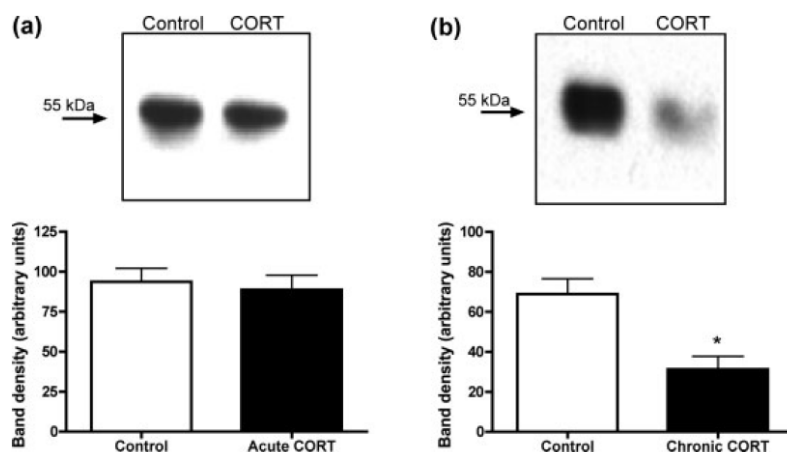 (a)
Control CORT
55 kDa
Band density (arbitrary units)
125
100
75
50
25
0
Control
Acute CORT
(b)
Control CORT
55 kDa
Band density (arbitrary units)
100
80
60
40
20
0
*
Control
Chronic CORT